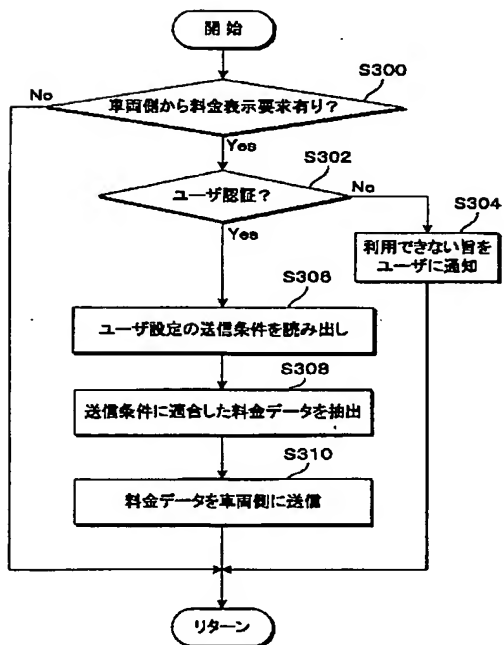 開 始
S300
No
車両側から料金表示要求有り？
Yes
S302
ユーザ認証？
No
Yes
S304
利用できない旨を
ユーザに通知
S306
ユーザ設定の送信条件を読み出し
S308
送信条件に適合した料金データを抽出
S310
料金データを車両側に送信
リターン